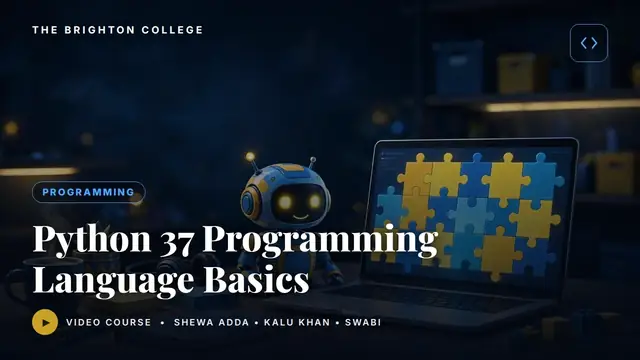 THE BRIGHTON COLLEGE
PROGRAMMING
Python 37 Programming
Language Basics
VIDEO COURSE • SHEWA ADDA • KALU KHAN • SWABI